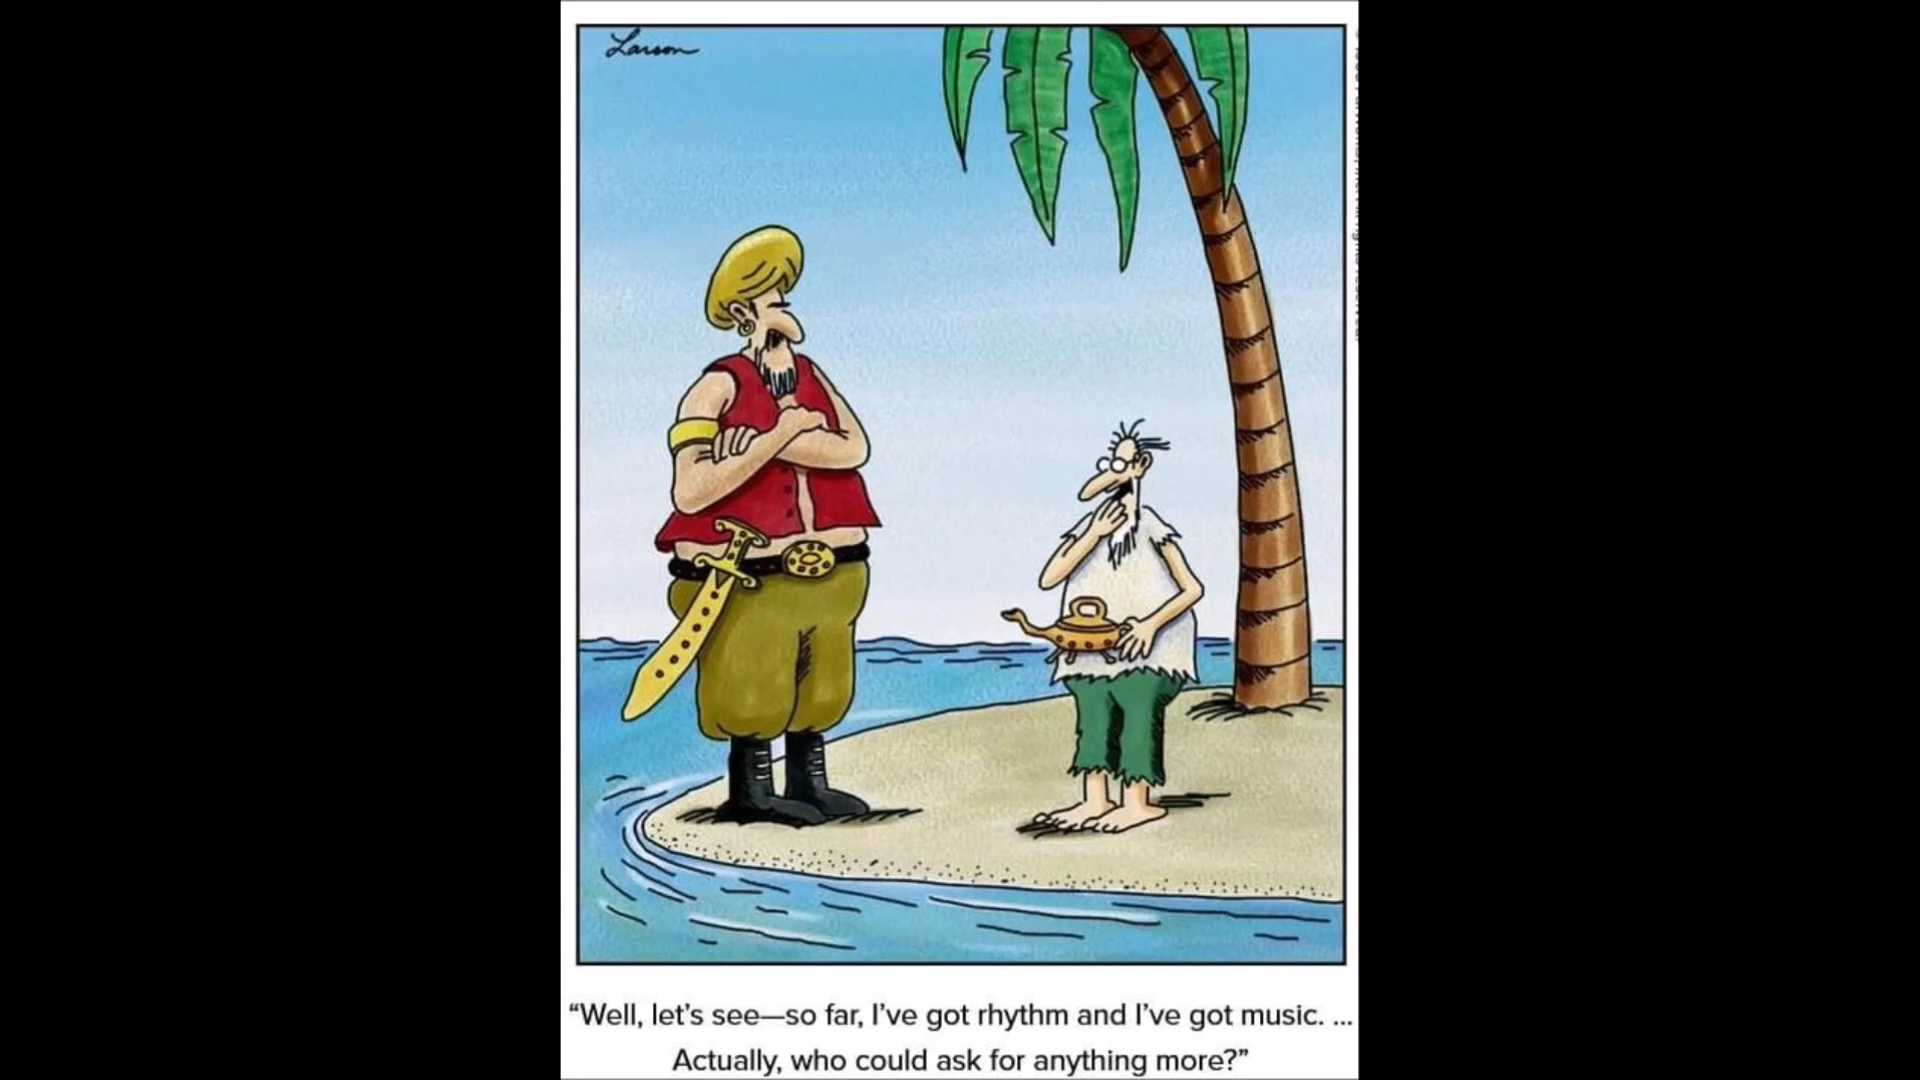 Larson
“Well, let’s see—so far, I’ve got rhythm and I’ve got music. ...
Actually, who could ask for anything more?”